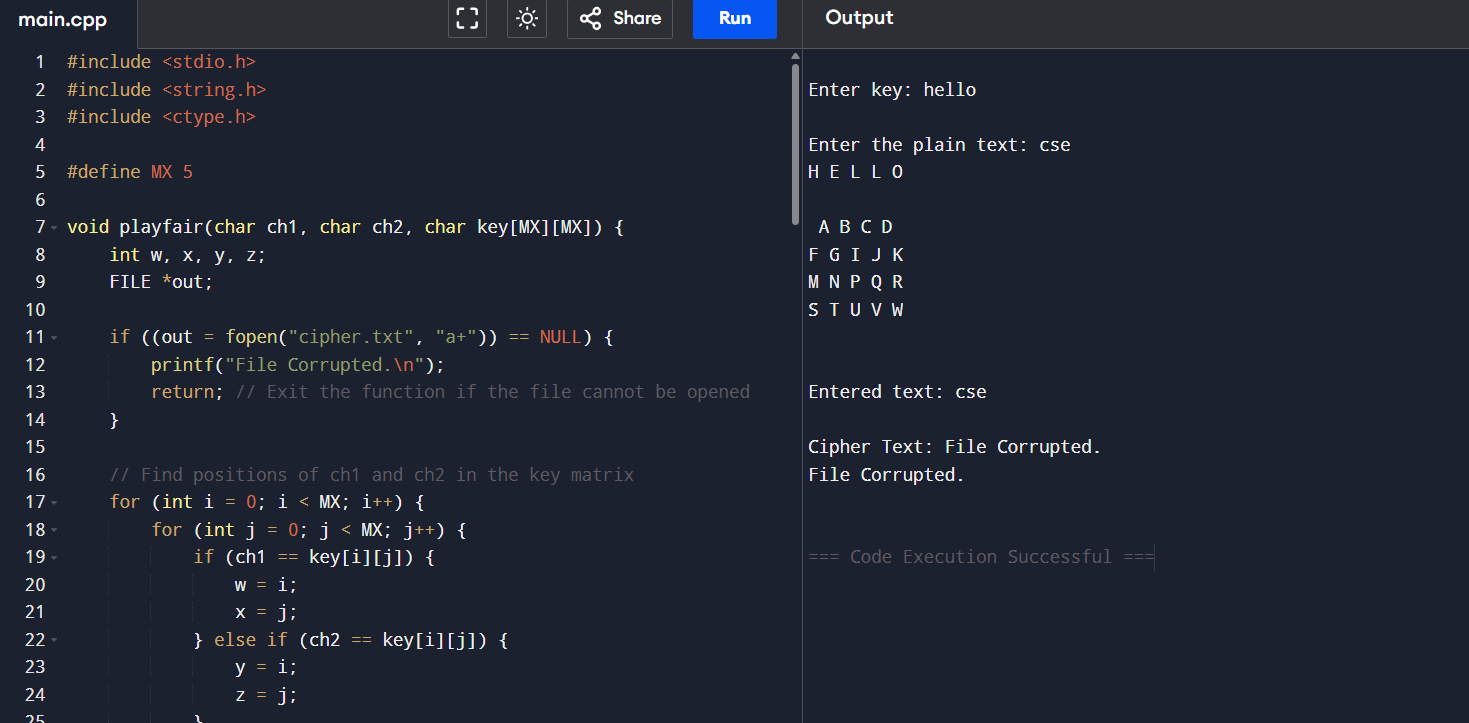 main.cpp
Share
Run
Output
1 #include <stdio.h>
2 #include <string.h>
3 #include <ctype.h>
4
5 #define MX 5
6
7 void playfair(char ch1, char ch2, char key[MX][MX]) {
8     int w, x, y, z;
9     FILE *out;
10
11     if ((out = fopen("cipher.txt", "a+")) == NULL) {
12         printf("File Corrupted.\n");
13         return; // Exit the function if the file cannot be opened
14     }
15
16     // Find positions of ch1 and ch2 in the key matrix
17     for (int i = 0; i < MX; i++) {
18         for (int j = 0; j < MX; j++) {
19             if (ch1 == key[i][j]) {
20                 w = i;
21                 x = j;
22             } else if (ch2 == key[i][j]) {
23                 y = i;
24                 z = j;
25             }
Enter key: hello
Enter the plain text: cse
H E L L O
 A B C D
F G I J K
M N P Q R
S T U V W
Entered text: cse
Cipher Text: File Corrupted.
File Corrupted.
=== Code Execution Successful ===